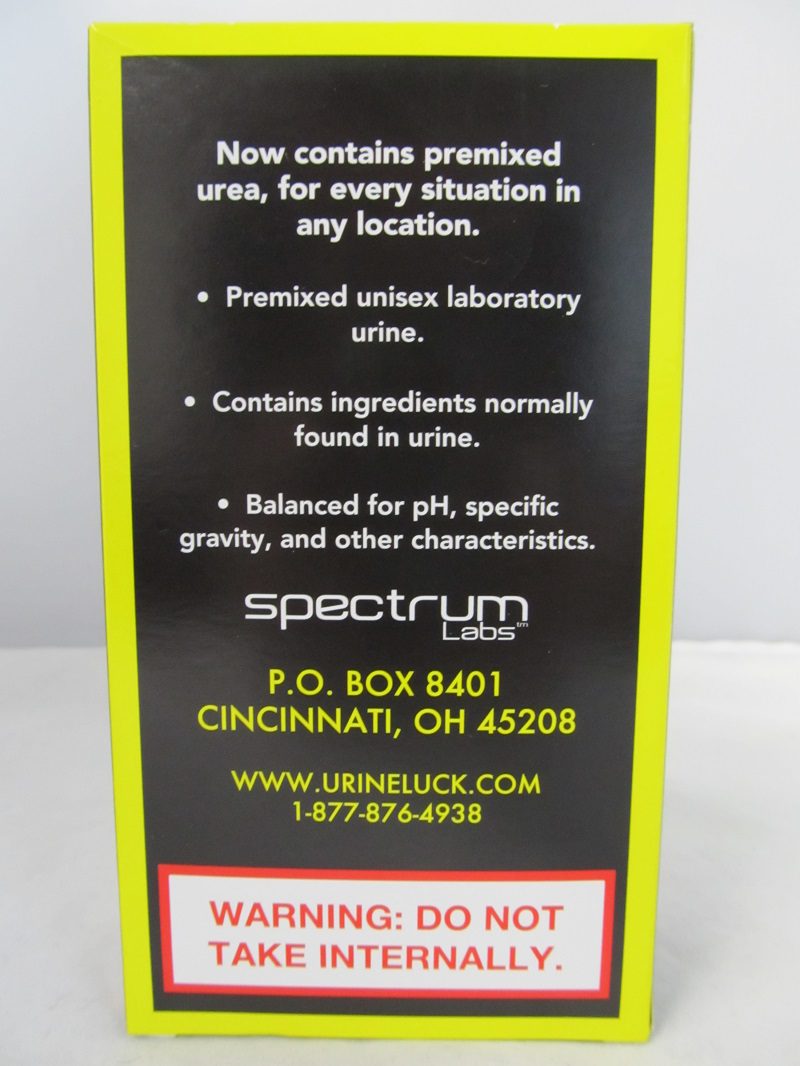 Now contains premixed
urea, for every situation in
any location.
• Premixed unisex laboratory
urine.
• Contains ingredients normally
found in urine.
• Balanced for pH, specific
gravity, and other characteristics.
spectrum
Labs™
P.O. BOX 8401
CINCINNATI, OH 45208
WWW.URINELUCK.COM
1-877-876-4938
WARNING: DO NOT
TAKE INTERNALLY.